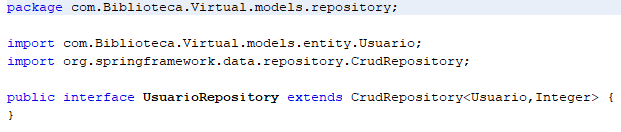 package com.Biblioteca.Virtual.models.repository;
import com.Biblioteca.Virtual.models.entity.Usuario;
import org.springframework.data.repository.CrudRepository;
public interface UsuarioRepository extends CrudRepository<Usuario,Integer> {
}